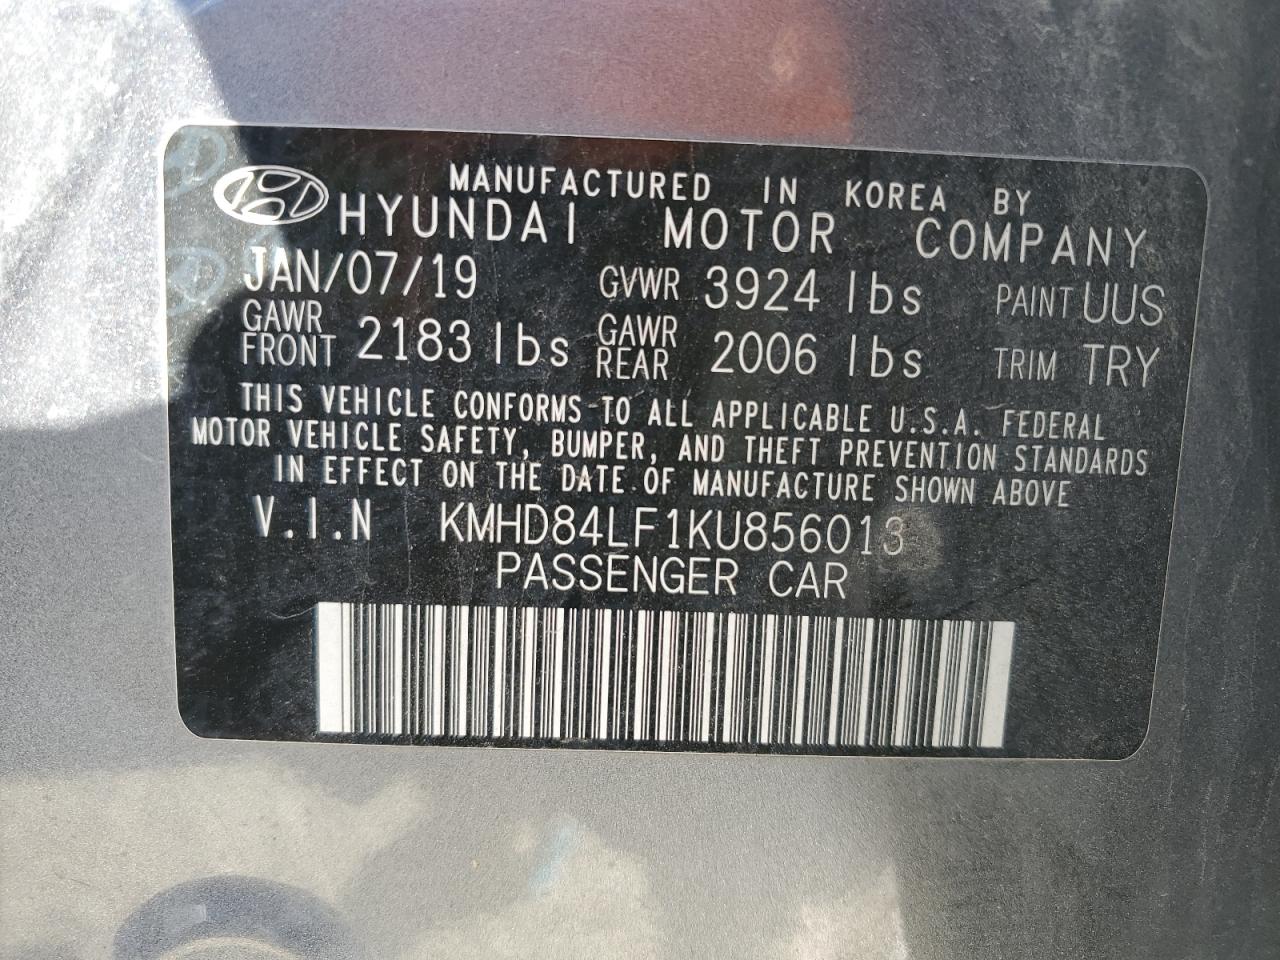 MANUFACTURED IN KOREA BY
HYUNDAI MOTOR COMPANY
JAN/07/19 GVWR 3924 lbs PAINT UUS
GAWR FRONT 2183 lbs GAWR REAR 2006 lbs TRIM TRY
THIS VEHICLE CONFORMS TO ALL APPLICABLE U.S.A. FEDERAL
MOTOR VEHICLE SAFETY, BUMPER, AND THEFT PREVENTION STANDARDS
IN EFFECT ON THE DATE OF MANUFACTURE SHOWN ABOVE
V.I.N KMHD84LF1KU856013
PASSENGER CAR